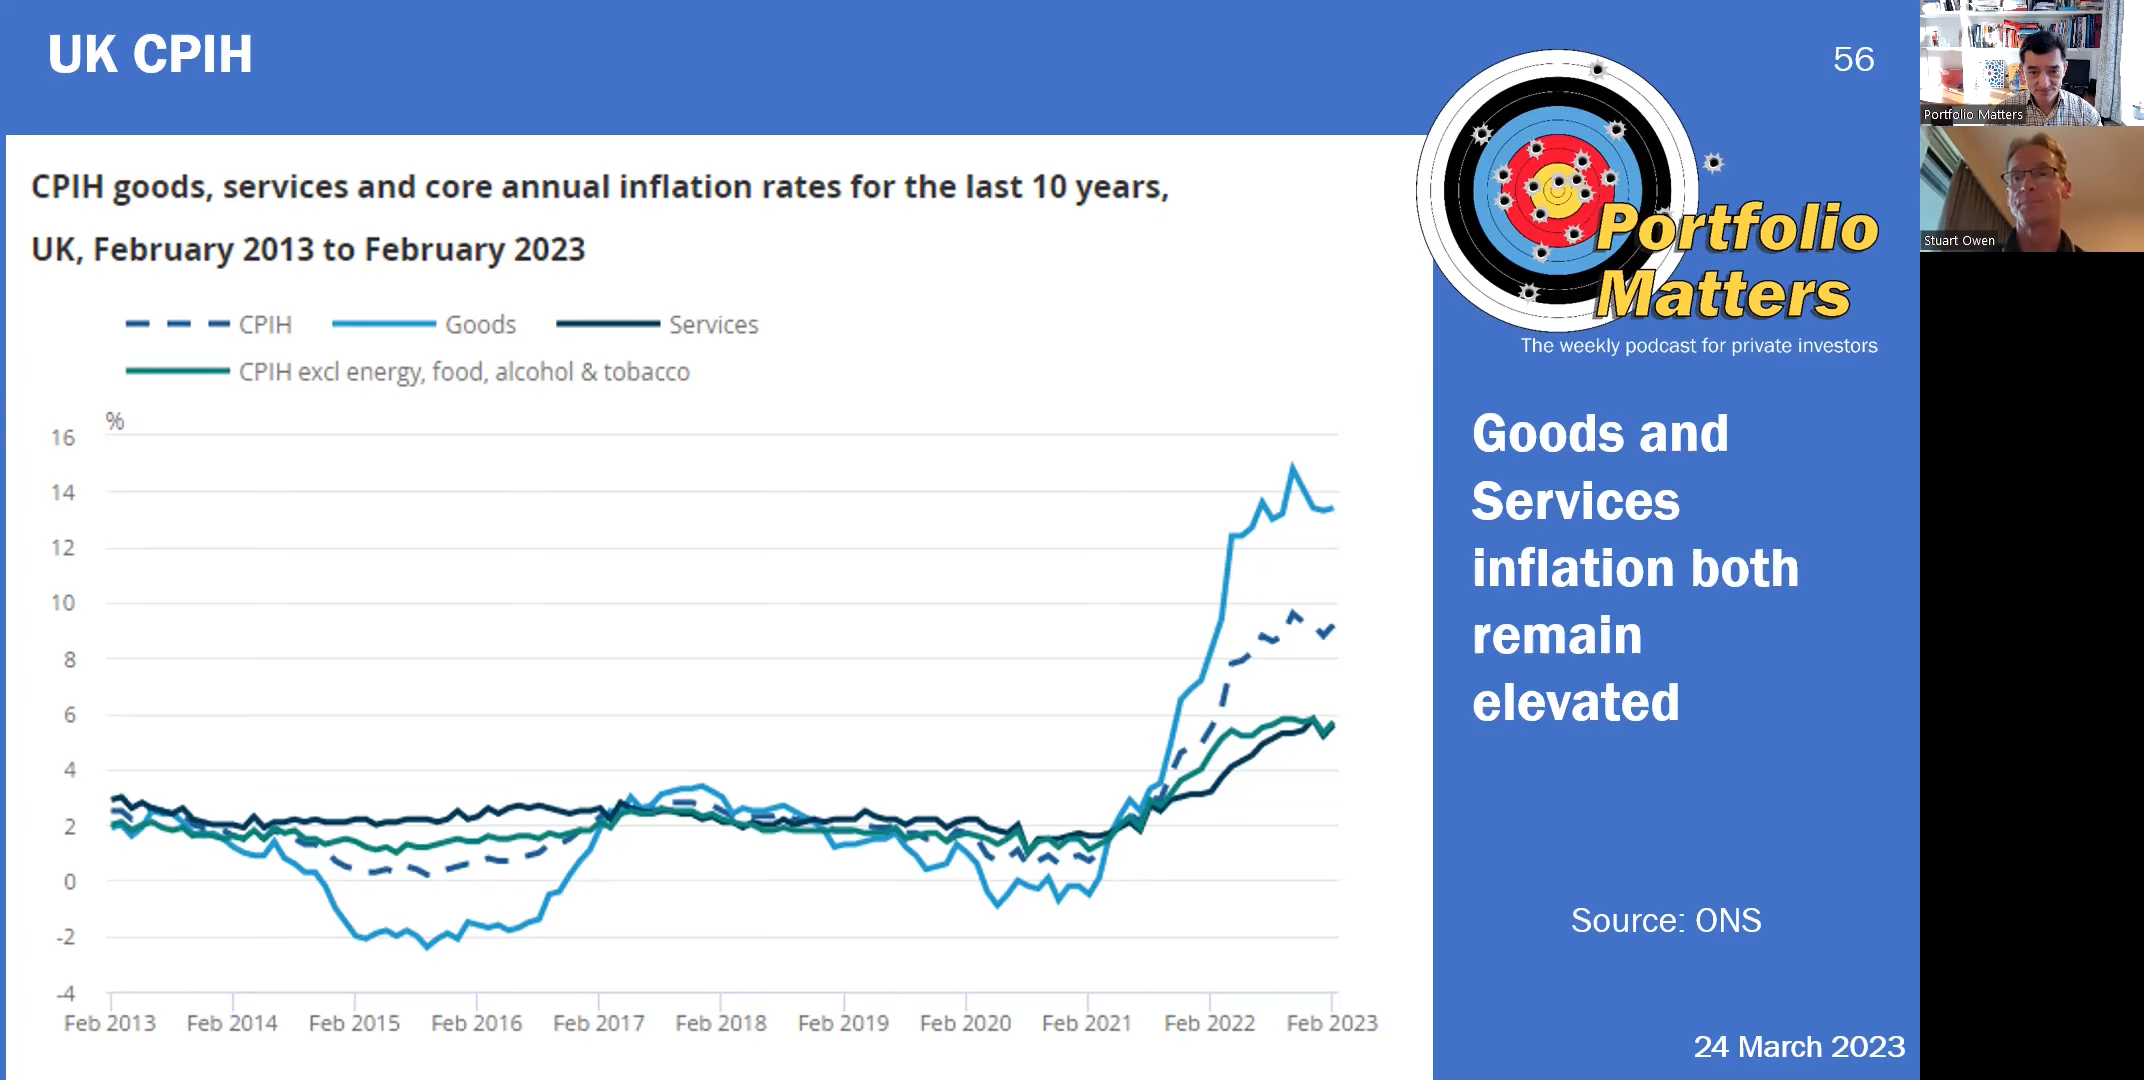 UK CPIH
56
CPIH goods, services and core annual inflation rates for the last 10 years,
UK, February 2013 to February 2023
CPIH
Goods
Services
CPIH excl energy, food, alcohol & tobacco
%
16
14
12
10
8
6
4
2
0
-2
-4
Feb 2013
Feb 2014
Feb 2015
Feb 2016
Feb 2017
Feb 2018
Feb 2019
Feb 2020
Feb 2021
Feb 2022
Feb 2023
Portfolio
Matters
The weekly podcast for private investors
Goods and
Services
inflation both
remain
elevated
Source: ONS
24 March 2023
Portfolio Matters
Stuart Owen